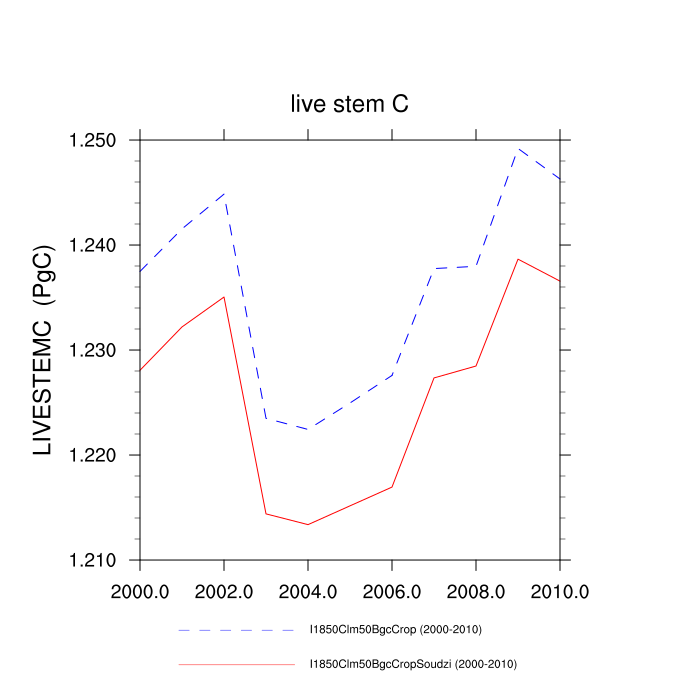 live stem C
LIVESTEMC (PgC)
1.250
1.240
1.230
1.220
1.210
2000.0 2002.0 2004.0 2006.0 2008.0 2010.0
I1850Clm50BgcCrop (2000-2010)
I1850Clm50BgcCropSoudzi (2000-2010)